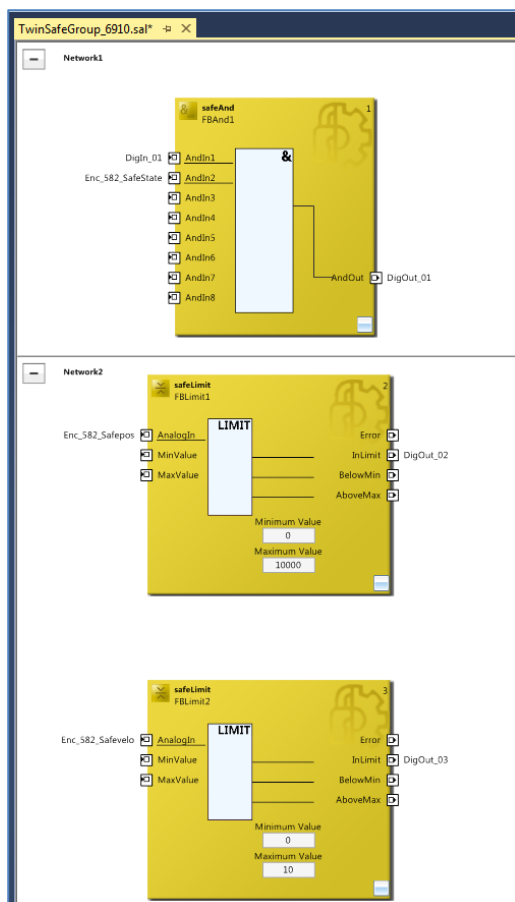 TwinSafeGroup_6910.sal*
Network1
& safeAnd 1
FBAnd1
&
DigIn_01 AndIn1
Enc_582_SafeState AndIn2
AndIn3
AndIn4
AndIn5
AndIn6
AndIn7 AndOut DigOut_01
AndIn8
Network2
safeLimit 2
FBLimit1
LIMIT
Enc_582_Safepos AnalogIn Error
MinValue InLimit DigOut_02
MaxValue BelowMin
AboveMax
Minimum Value
0
Maximum Value
10000
safeLimit 3
FBLimit2
LIMIT
Enc_582_Safevelo AnalogIn Error
MinValue InLimit DigOut_03
MaxValue BelowMin
AboveMax
Minimum Value
0
Maximum Value
10